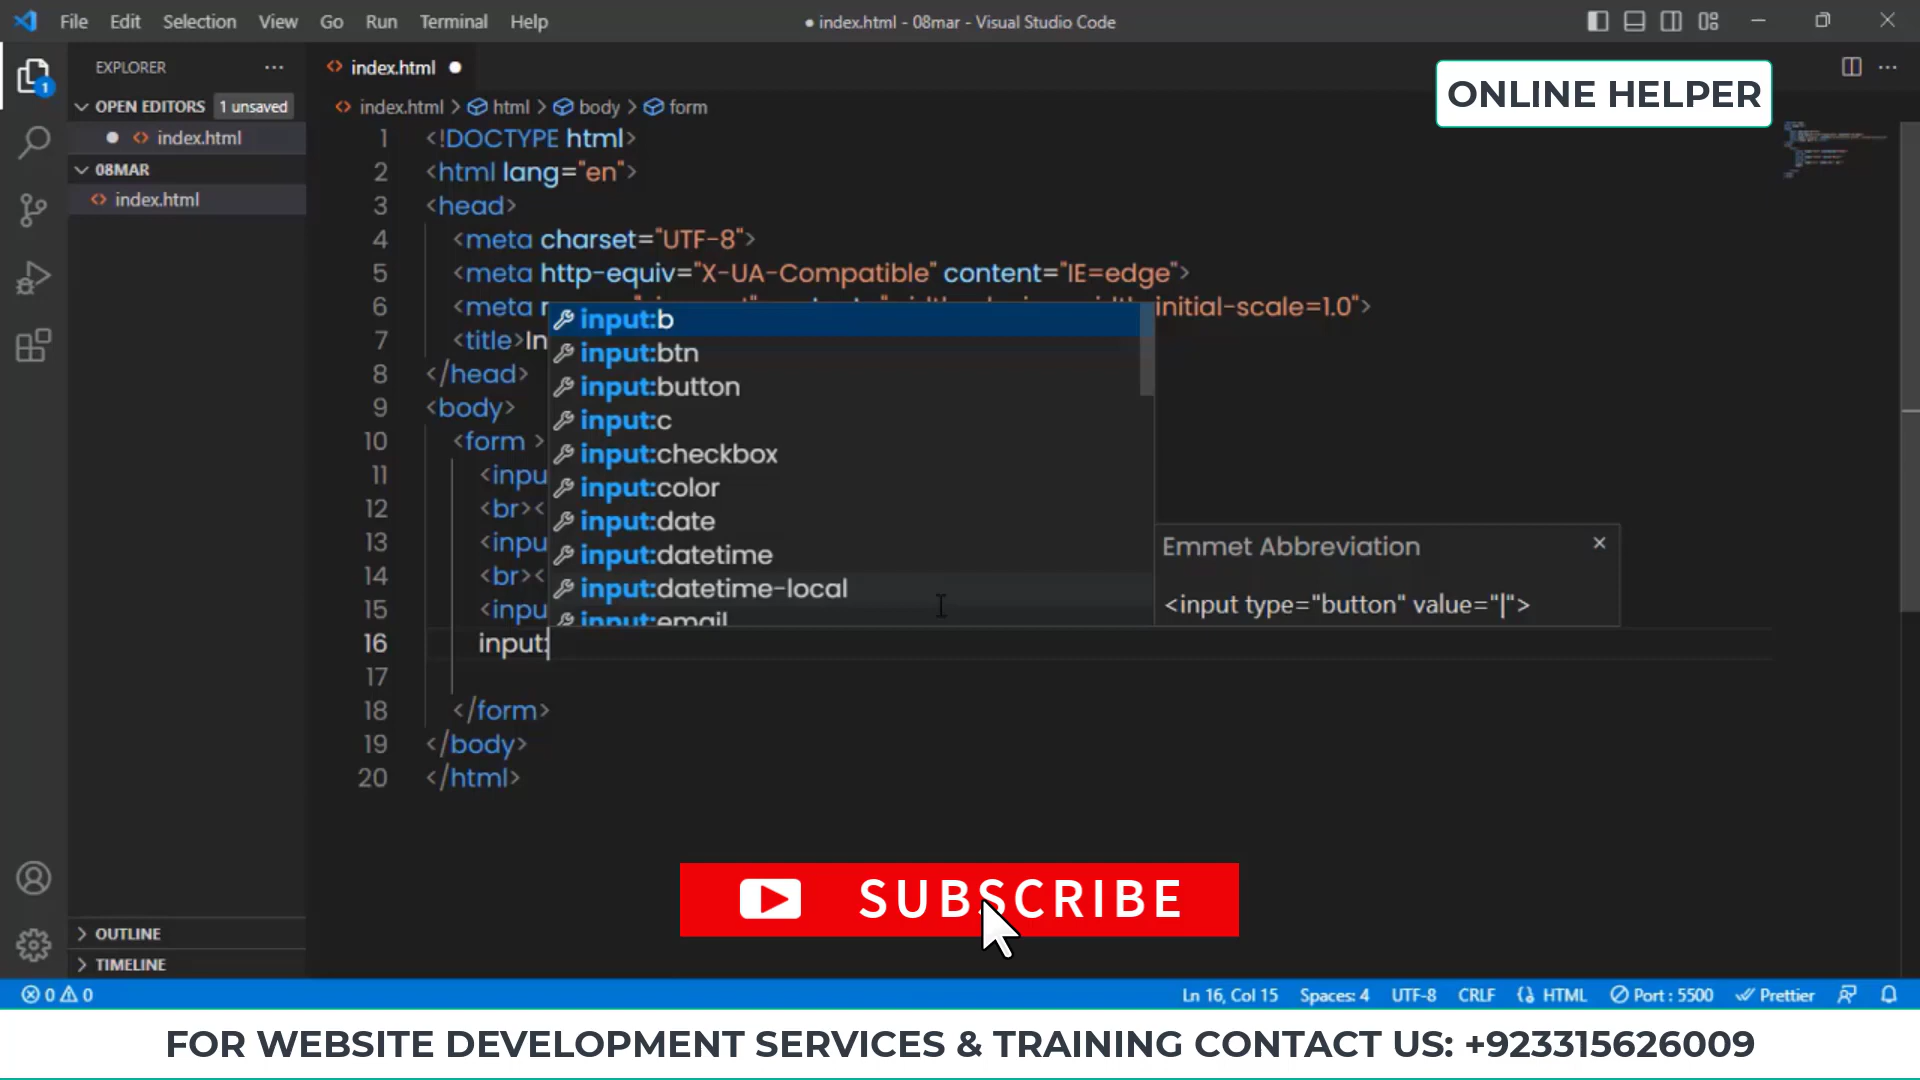 File Edit Selection View Go Run Terminal Help
● index.html - 08mar - Visual Studio Code
EXPLORER
OPEN EDITORS 1 unsaved
index.html
08MAR
index.html
OUTLINE
TIMELINE
index.html
index.html > html > body > form
ONLINE HELPER
1 <!DOCTYPE html>
2 <html lang="en">
3 <head>
4 <meta charset="UTF-8">
5 <meta http-equiv="X-UA-Compatible" content="IE=edge">
6 <meta initial-scale=1.0">
7 <title>In
8 </head>
9 <body>
10 <form >
11 <inpu
12 <br><
13 <inpu
14 <br><
15 <inpu
16 input:
17
18 </form>
19 </body>
20 </html>
input:b
input:btn
input:button
input:c
input:checkbox
input:color
input:date
input:datetime
input:datetime-local
input:email
Emmet Abbreviation
<input type="button" value="|">
SUBSCRIBE
0 0
Ln 16, Col 15 Spaces: 4 UTF-8 CRLF HTML Port : 5500 Prettier
FOR WEBSITE DEVELOPMENT SERVICES & TRAINING CONTACT US: +923315626009